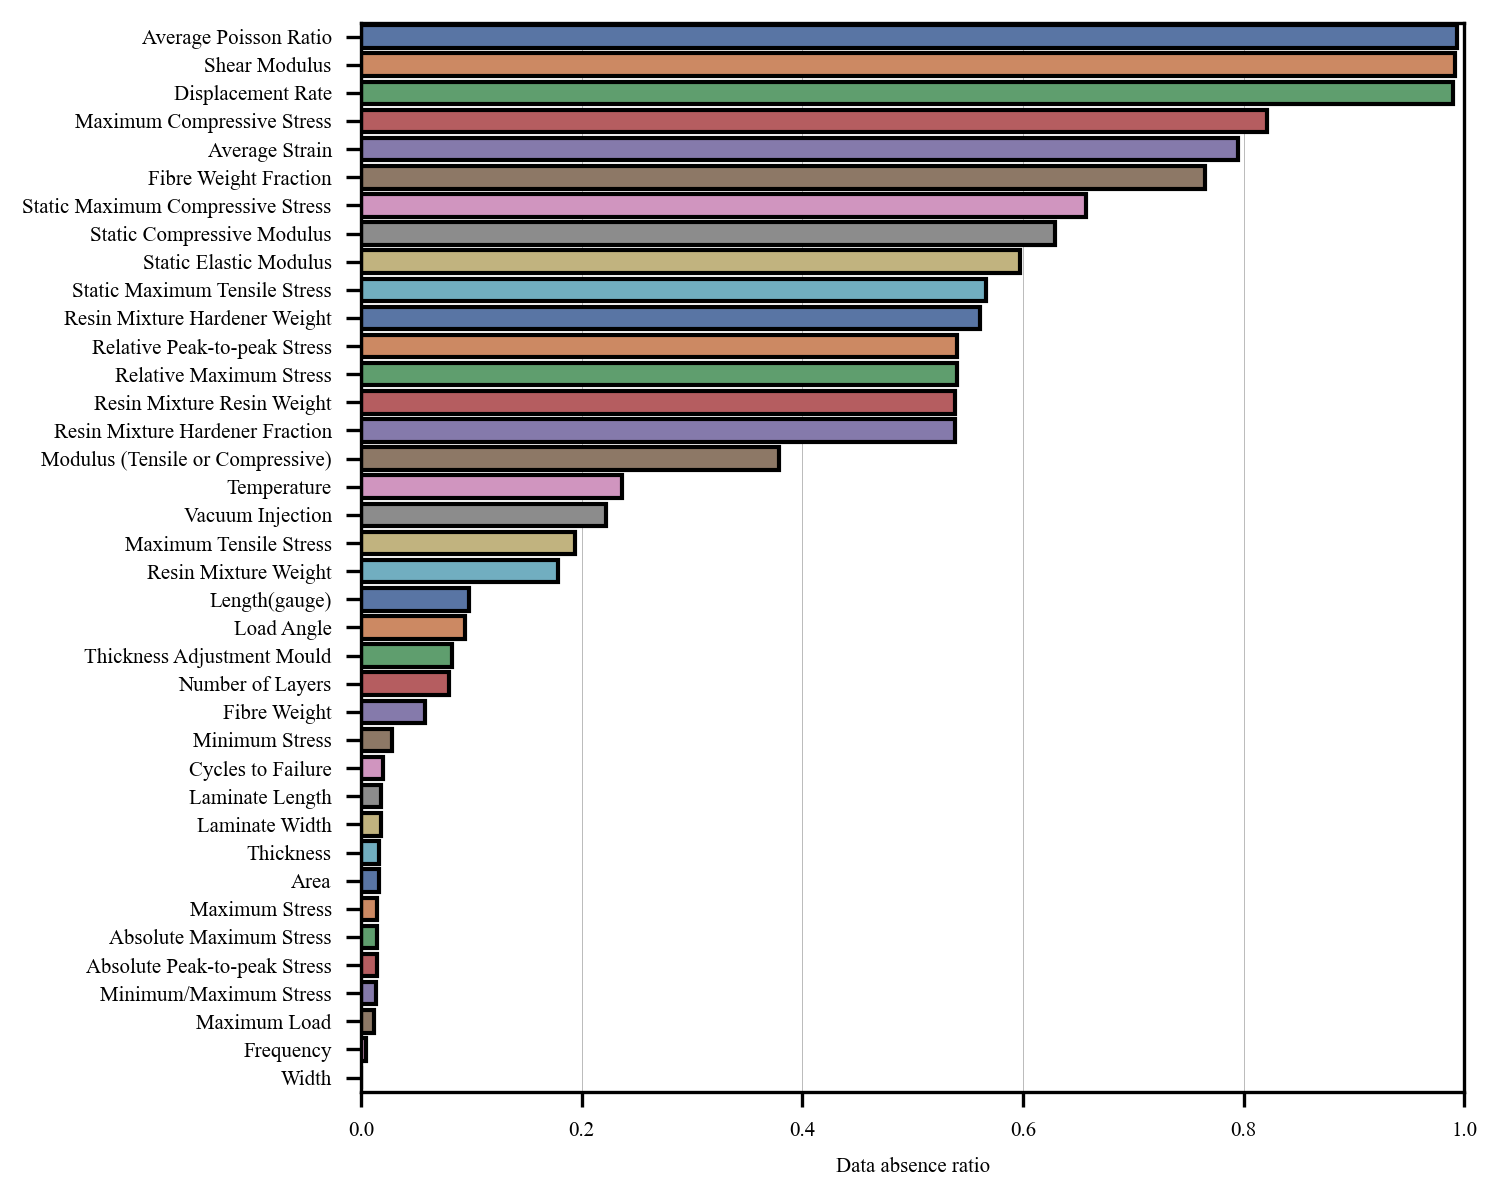 Average Poisson Ratio
Shear Modulus
Displacement Rate
Maximum Compressive Stress
Average Strain
Fibre Weight Fraction
Static Maximum Compressive Stress
Static Compressive Modulus
Static Elastic Modulus
Static Maximum Tensile Stress
Resin Mixture Hardener Weight
Relative Peak-to-peak Stress
Relative Maximum Stress
Resin Mixture Resin Weight
Resin Mixture Hardener Fraction
Modulus (Tensile or Compressive)
Temperature
Vacuum Injection
Maximum Tensile Stress
Resin Mixture Weight
Length(gauge)
Load Angle
Thickness Adjustment Mould
Number of Layers
Fibre Weight
Minimum Stress
Cycles to Failure
Laminate Length
Laminate Width
Thickness
Area
Maximum Stress
Absolute Maximum Stress
Absolute Peak-to-peak Stress
Minimum/Maximum Stress
Maximum Load
Frequency
Width
0.0 0.2 0.4 0.6 0.8 1.0
Data absence ratio